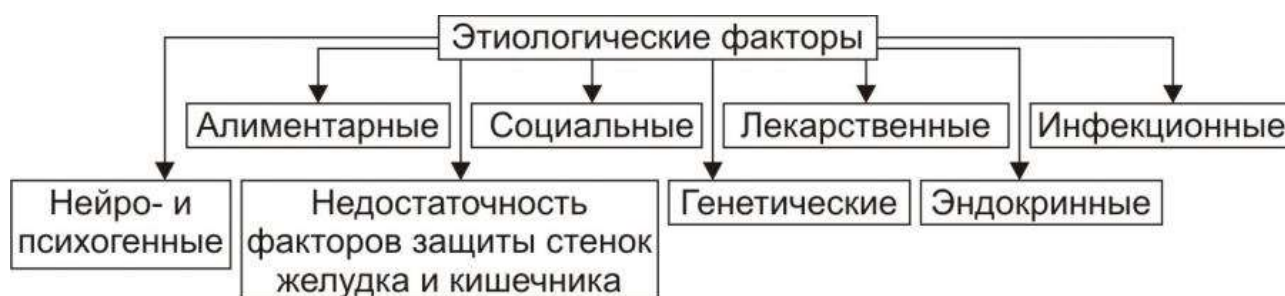 Этиологические факторы
Алиментарные
Социальные
Лекарственные
Инфекционные
Нейро- и
психогенные
Недостаточность
факторов защиты стенок
желудка и кишечника
Генетические
Эндокринные